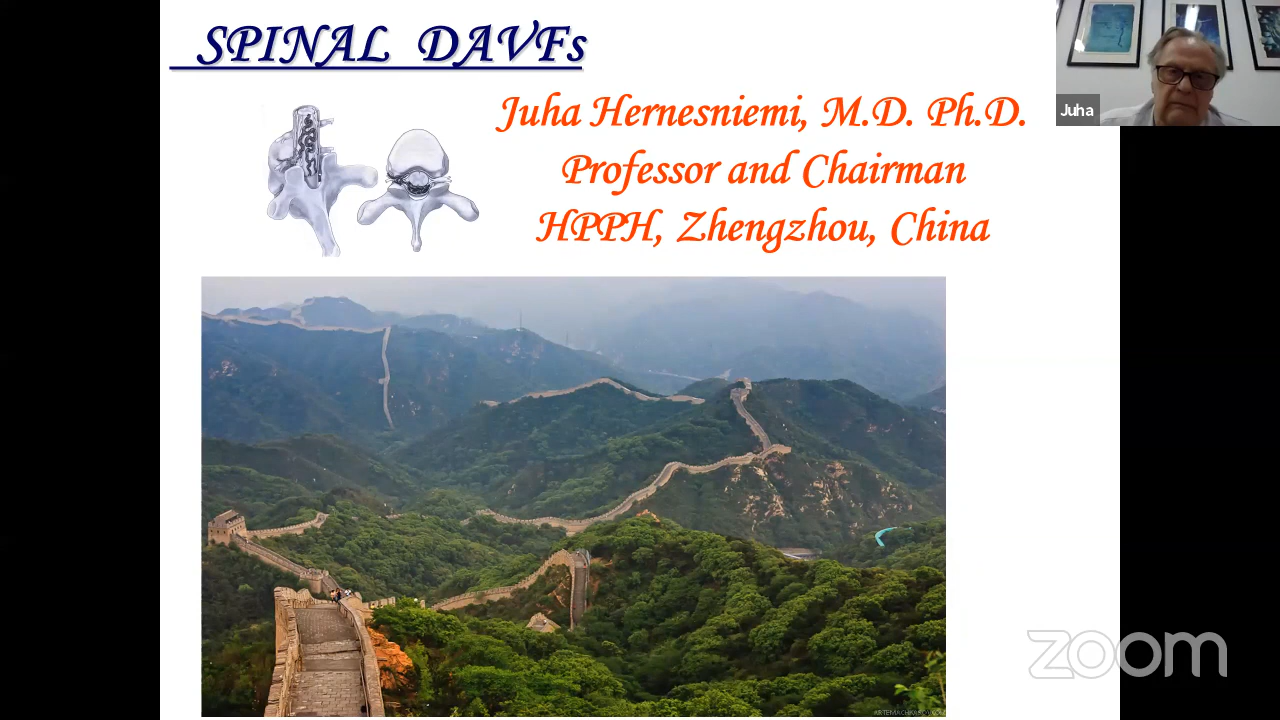 SPINAL DAVFs
Juha Hernesniemi, M.D. Ph.D.
Professor and Chairman
HPPH, Zhengzhou, China
Juha
zoom